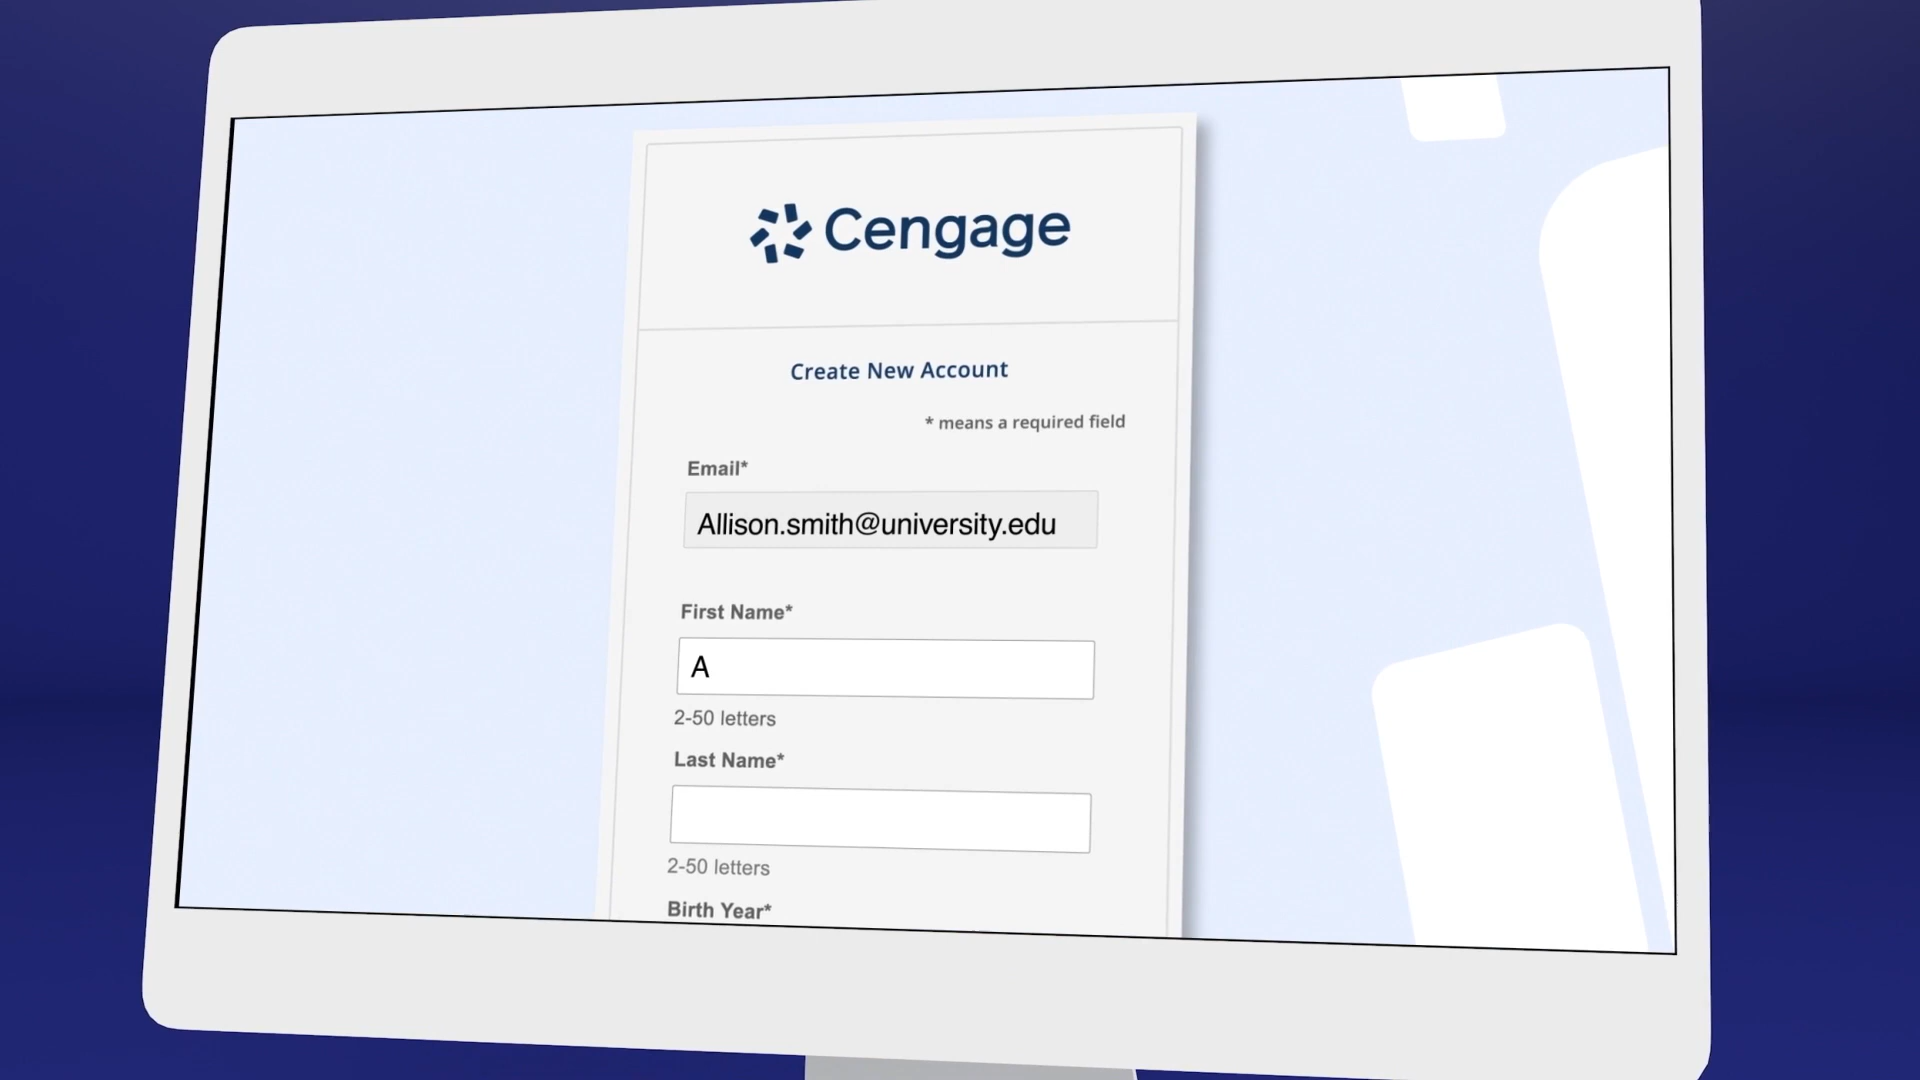 Cengage
Create New Account
* means a required field
Email*
Allison.smith@university.edu
First Name*
A
2-50 letters
Last Name*
2-50 letters
Birth Year*